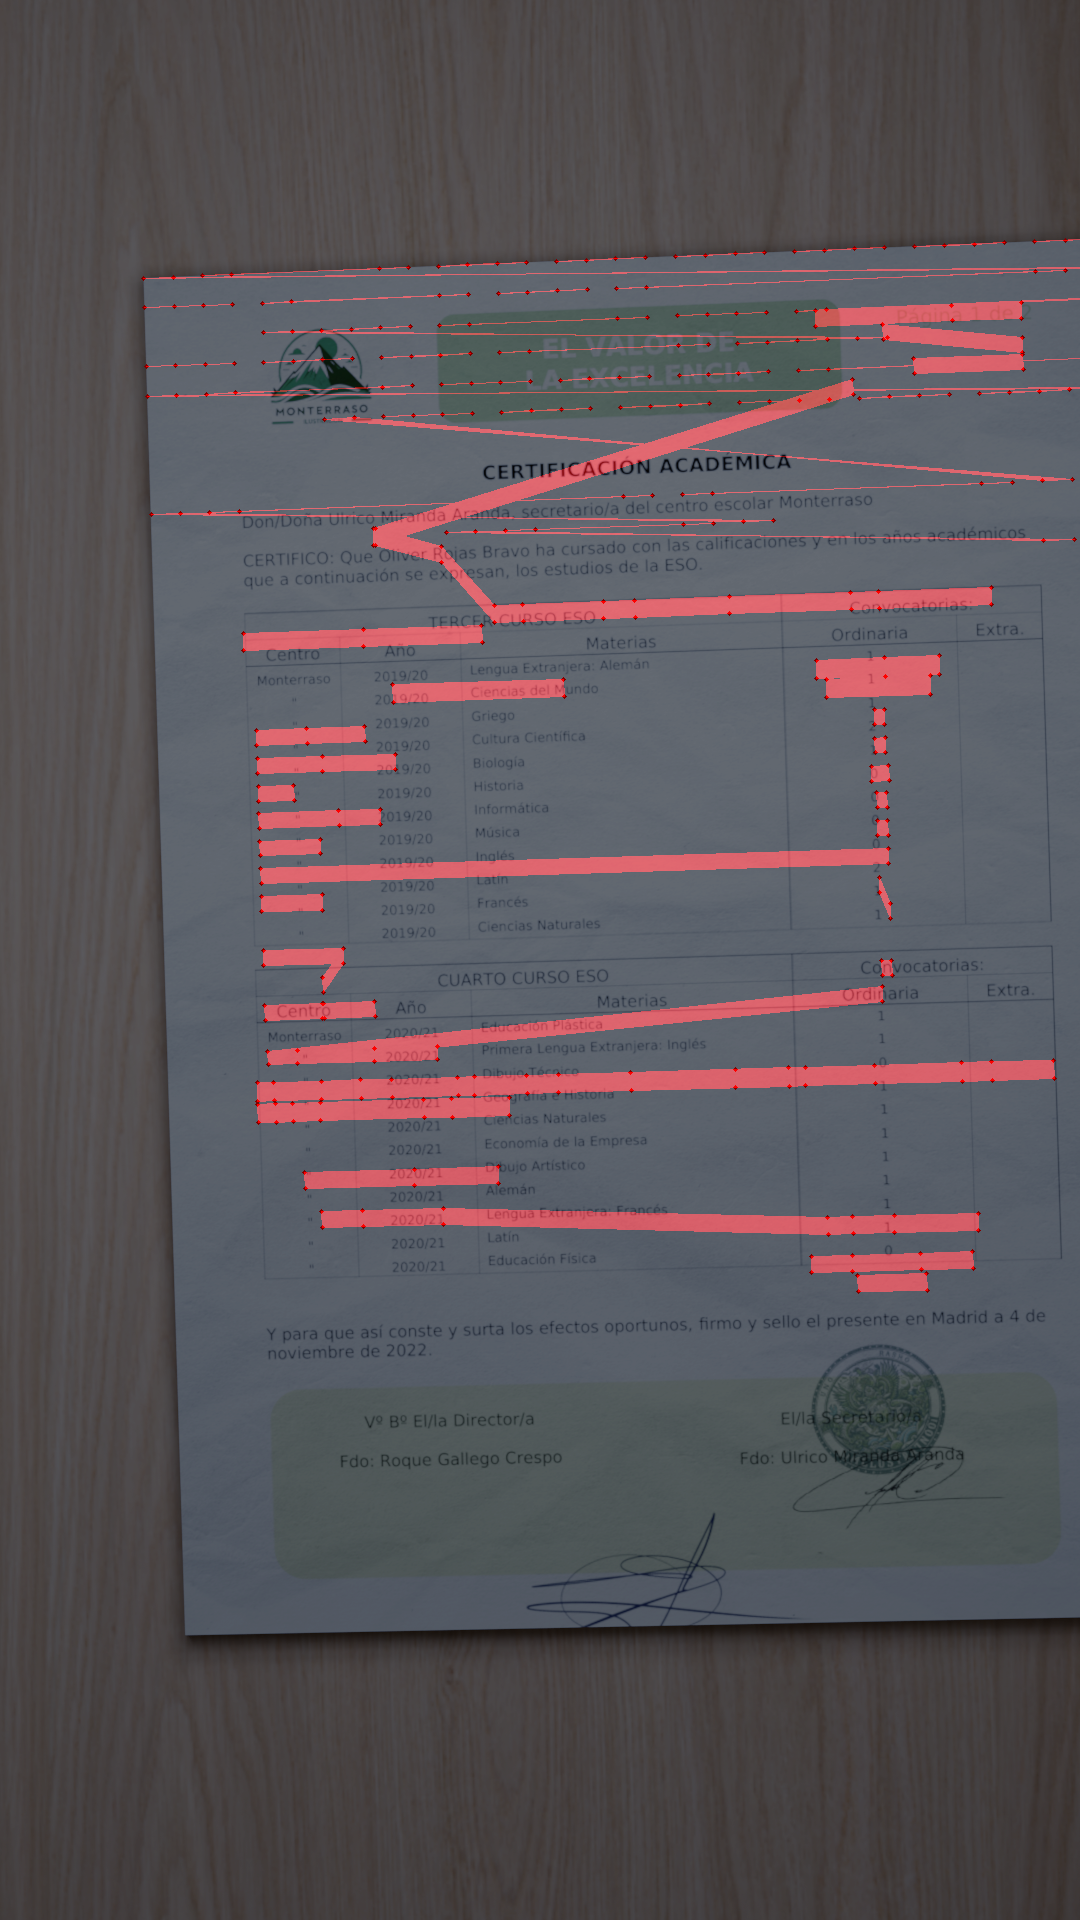 Página 1 de 2
EL VALOR DE
LA EXCELENCIA
MONTERRASO
CERTIFICACIÓN ACADÉMICA
Don/Doña Ulrico Miranda Aranda, secretario/a del centro escolar Monterraso
CERTIFICO: Que Oliver Rojas Bravo ha cursado con las calificaciones y en los años académicos
que a continuación se expresan, los estudios de la ESO.
TERCER CURSO ESO Convocatorias:
Centro Año Materias Ordinaria Extra.
Monterraso 2019/20 Lengua Extranjera: Alemán 1
" 2019/20 Ciencias del Mundo 1
2019/20 Griego 1
" 2019/20 Cultura Científica 2
" 2019/20 Biología
" 2019/20 Historia 0
" 2019/20 Informática 0
" 2019/20 Música 0
" 2019/20 Inglés 0
2019/20 Latín 2
" 2019/20 Francés 1
" 2019/20 Ciencias Naturales 1
CUARTO CURSO ESO Convocatorias:
Centro Año Materias Ordinaria Extra.
Monterraso 2020/21 Educación Plástica 1
" 2020/21 Primera Lengua Extranjera: Inglés 1
" 2020/21 Dibujo Técnico 0
" 2020/21 Geografía e Historia 1
" 2020/21 Ciencias Naturales 1
" 2020/21 Economía de la Empresa 1
2020/21 Dibujo Artístico 1
" 2020/21 Alemán 1
" 2020/21 Lengua Extranjera: Francés 1
" 2020/21 Latín 1
" 2020/21 Educación Física 0
Y para que así conste y surta los efectos oportunos, firmo y sello el presente en Madrid a 4 de
noviembre de 2022.
Vº Bº El/la Director/a El/la Secretario/a
Fdo: Roque Gallego Crespo Fdo: Ulrico Miranda Aranda